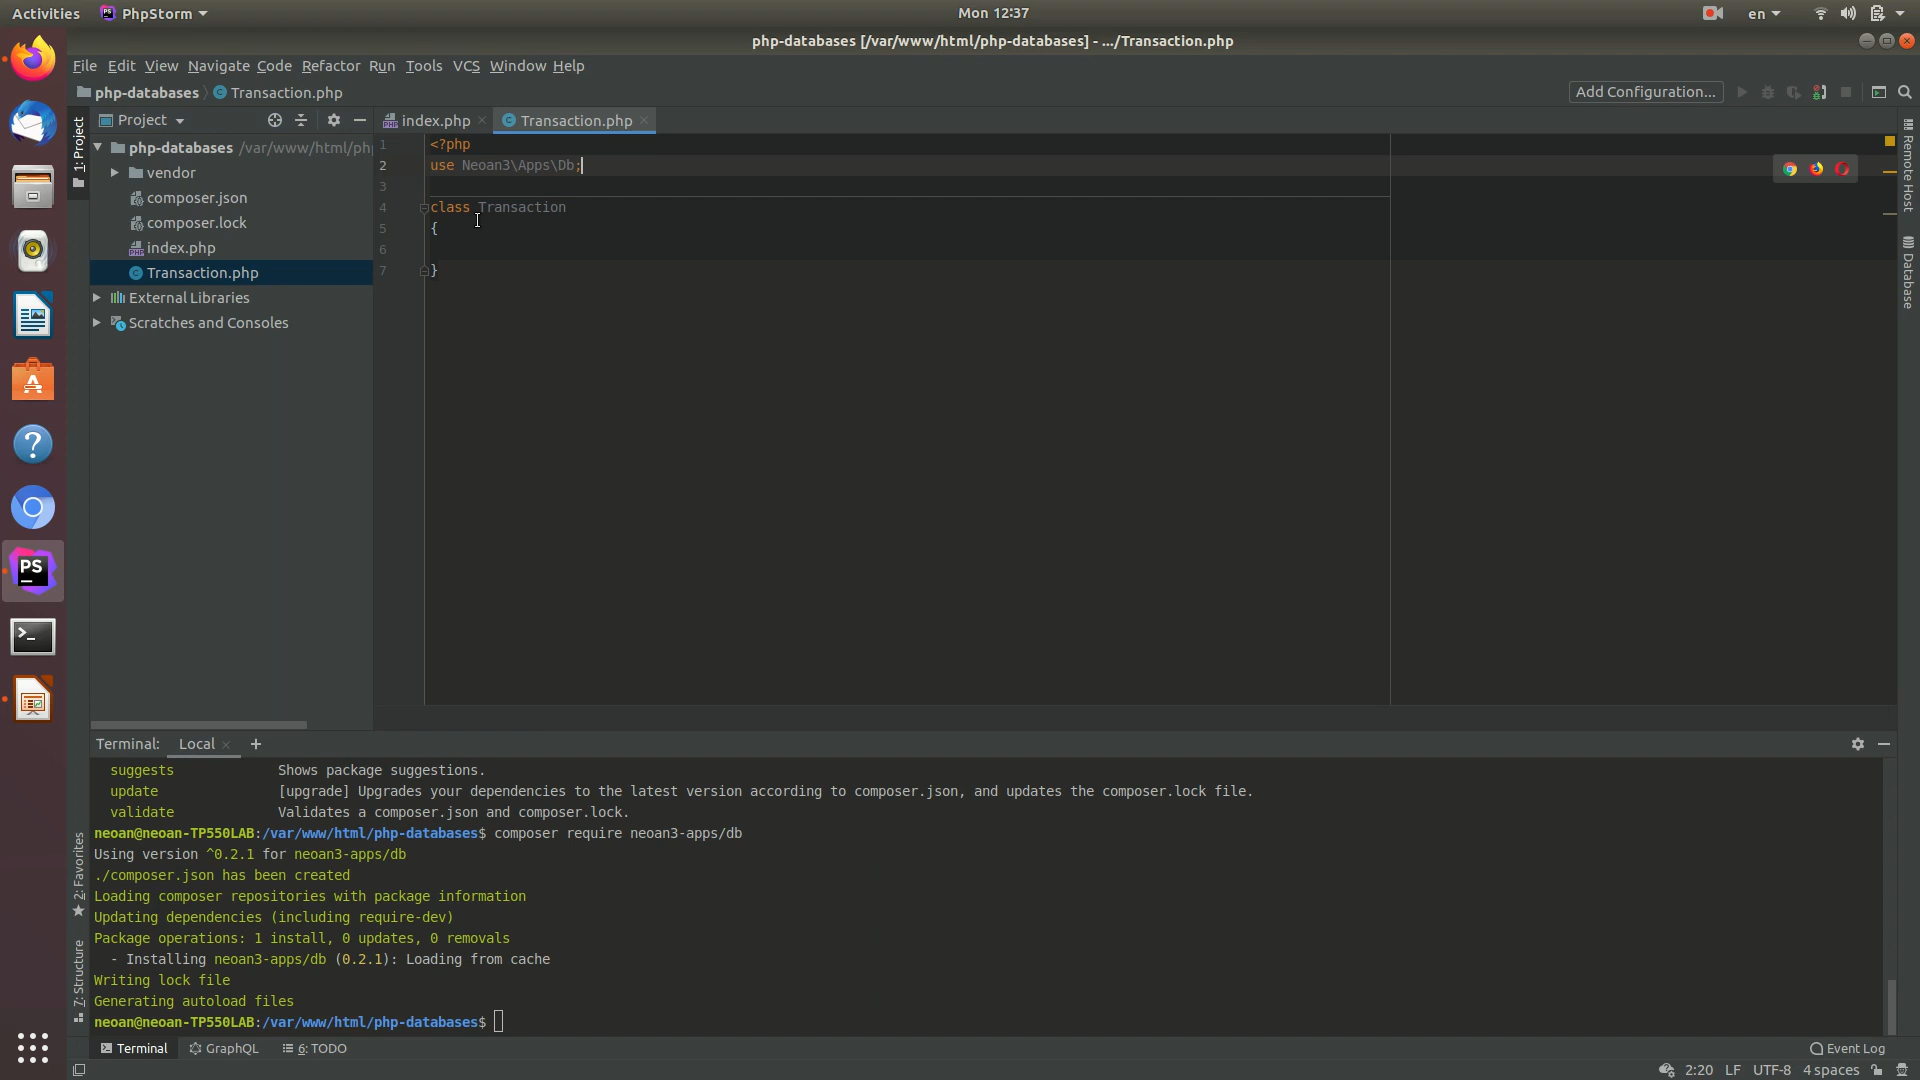 Activities PhpStorm Mon 12:37 en
php-databases [/var/www/html/php-databases] - .../Transaction.php
File Edit View Navigate Code Refactor Run Tools VCS Window Help
php-databases Transaction.php Add Configuration...
Project index.php Transaction.php
1: Project
php-databases /var/www/html/ph
vendor
composer.json
composer.lock
index.php
Transaction.php
External Libraries
Scratches and Consoles
1 <?php
2 use Neoan3\Apps\Db;
3
4 class Transaction
5 {
6
7 }
Remote Host
Database
PS
Terminal: Local +
suggests Shows package suggestions.
update [upgrade] Upgrades your dependencies to the latest version according to composer.json, and updates the composer.lock file.
validate Validates a composer.json and composer.lock.
neoan@neoan-TP550LAB:/var/www/html/php-databases$ composer require neoan3-apps/db
Using version ^0.2.1 for neoan3-apps/db
./composer.json has been created
Loading composer repositories with package information
Updating dependencies (including require-dev)
Package operations: 1 install, 0 updates, 0 removals
- Installing neoan3-apps/db (0.2.1): Loading from cache
Writing lock file
Generating autoload files
neoan@neoan-TP550LAB:/var/www/html/php-databases$
2: Favorites
7: Structure
Terminal GraphQL 6: TODO Event Log
2:20 LF UTF-8 4 spaces